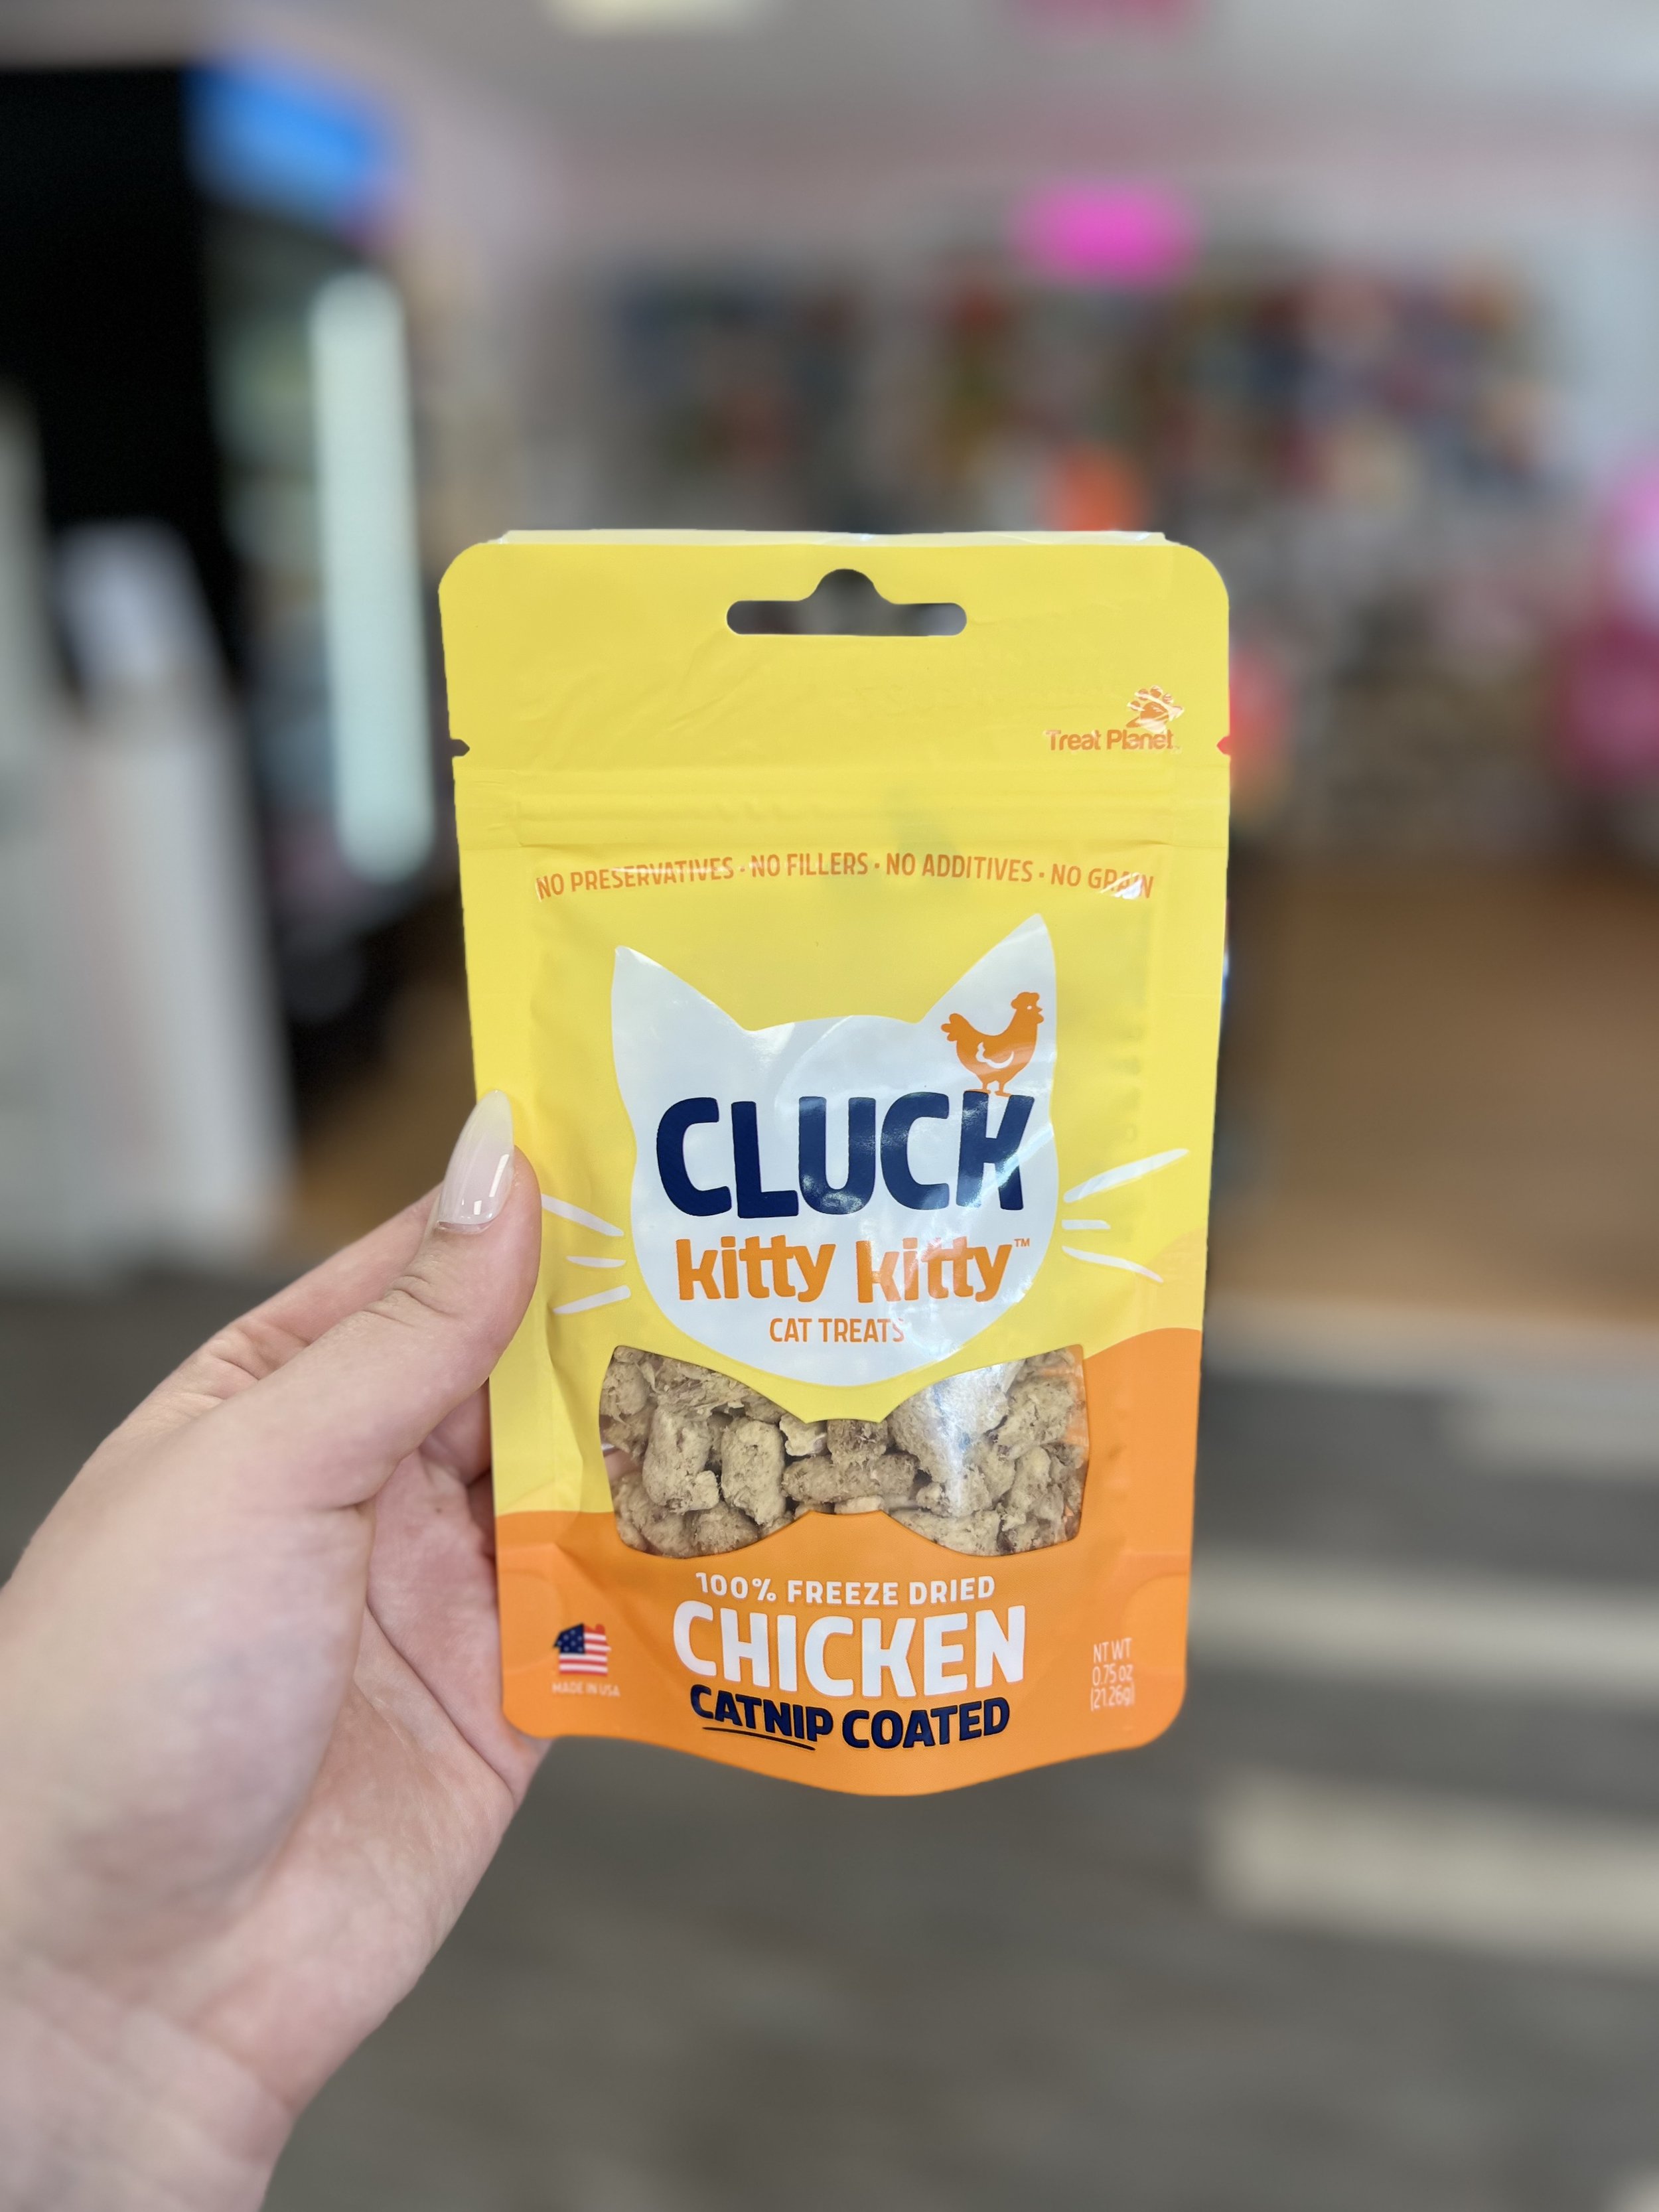 Treat Planet
NO PRESERVATIVES · NO FILLERS · NO ADDITIVES · NO GRAIN
CLUCK
kitty kitty™
CAT TREATS
100% FREEZE DRIED
CHICKEN
CATNIP COATED
MADE IN USA
NT WT
0.75 oz
(21.26g)